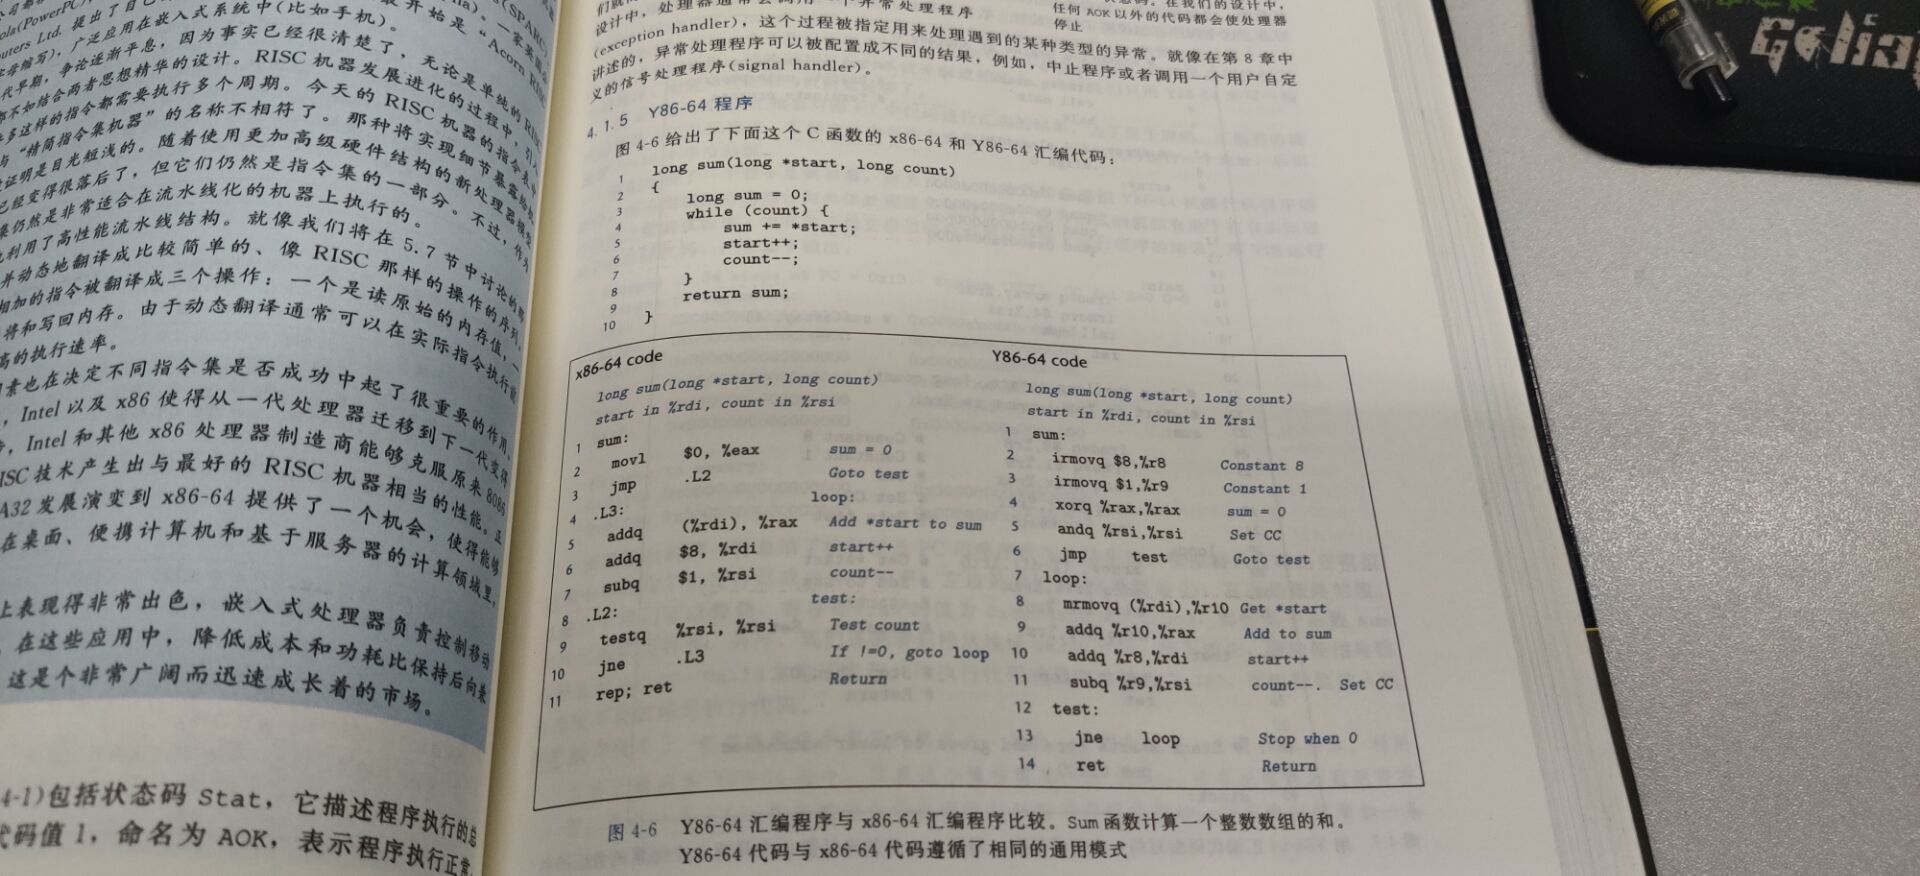 开始是“Acorn RISC
代早期，争论逐渐平息，因为事实已经很清楚了，无论是单纯的
都不如结合两者思想精华的设计。RISC 机器发展进化的过程中，引入
多这样的指令都需要执行多个周期。今天的 RISC 机器的指令表中
与“精简指令集机器”的名称不相符了。那种将实现细节暴露给机
证明是目光短浅的。随着使用更加高级硬件结构的新处理器模型
已经变得很落后了，但它们仍然是指令集的一部分。不过，作为
集仍然是非常适合在流水线化的机器上执行的。
利用了高性能流水线结构。就像我们将在 5.7 节中讨论的那
并动态地翻译成比较简单的、像 RISC 那样的操作的序列。
相加的指令被翻译成三个操作：一个是读原始的内存值，一
将和写回内存。由于动态翻译通常可以在实际指令执行前
高的执行速率。
素也在决定不同指令集是否成功中起了很重要的作用。
，Intel 以及 x86 使得从一代处理器迁移到下一代变得
，Intel 和其他 x86 处理器制造商能够克服原来 8086
ISC 技术产生出与最好的 RISC 机器相当的性能。正
A32 发展演变到 x86-64 提供了一个机会，使得能够
在桌面、便携计算机和基于服务器的计算领域里，
上表现得非常出色，嵌入式处理器负责控制移动
。在这些应用中，降低成本和功耗比保持后向兼
这是个非常广阔而迅速成长着的市场。
4-1)包括状态码 Stat，它描述程序执行的总
代码值 1，命名为 AOK，表示程序执行正常
任何 AOK 以外的代码都会使处理器
停止
(exception handler)，这个过程被指定用来处理遇到的某种类型的异常。就像在第 8 章中
讲述的，异常处理程序可以被配置成不同的结果，例如，中止程序或者调用一个用户自定
义的信号处理程序(signal handler)。
4.1.5 Y86-64 程序
图 4-6 给出了下面这个 C 函数的 x86-64 和 Y86-64 汇编代码：
1 long sum(long *start, long count)
2 {
3 long sum = 0;
4 while (count) {
5 sum += *start;
6 start++;
7 count--;
8 }
9 return sum;
10 }
x86-64 code
long sum(long *start, long count)
start in %rdi, count in %rsi
1 sum:
2 movl $0, %eax sum = 0
3 jmp .L2 Goto test
4 .L3: loop:
5 addq (%rdi), %rax Add *start to sum
6 addq $8, %rdi start++
7 subq $1, %rsi count--
8 .L2: test:
9 testq %rsi, %rsi Test count
10 jne .L3 If !=0, goto loop
11 rep; ret Return
Y86-64 code
long sum(long *start, long count)
start in %rdi, count in %rsi
1 sum:
2 irmovq $8,%r8 Constant 8
3 irmovq $1,%r9 Constant 1
4 xorq %rax,%rax sum = 0
5 andq %rsi,%rsi Set CC
6 jmp test Goto test
7 loop:
8 mrmovq (%rdi),%r10 Get *start
9 addq %r10,%rax Add to sum
10 addq %r8,%rdi start++
11 subq %r9,%rsi count--. Set CC
12 test:
13 jne loop Stop when 0
14 ret Return
图 4-6 Y86-64 汇编程序与 x86-64 汇编程序比较。Sum 函数计算一个整数数组的和。
Y86-64 代码与 x86-64 代码遵循了相同的通用模式